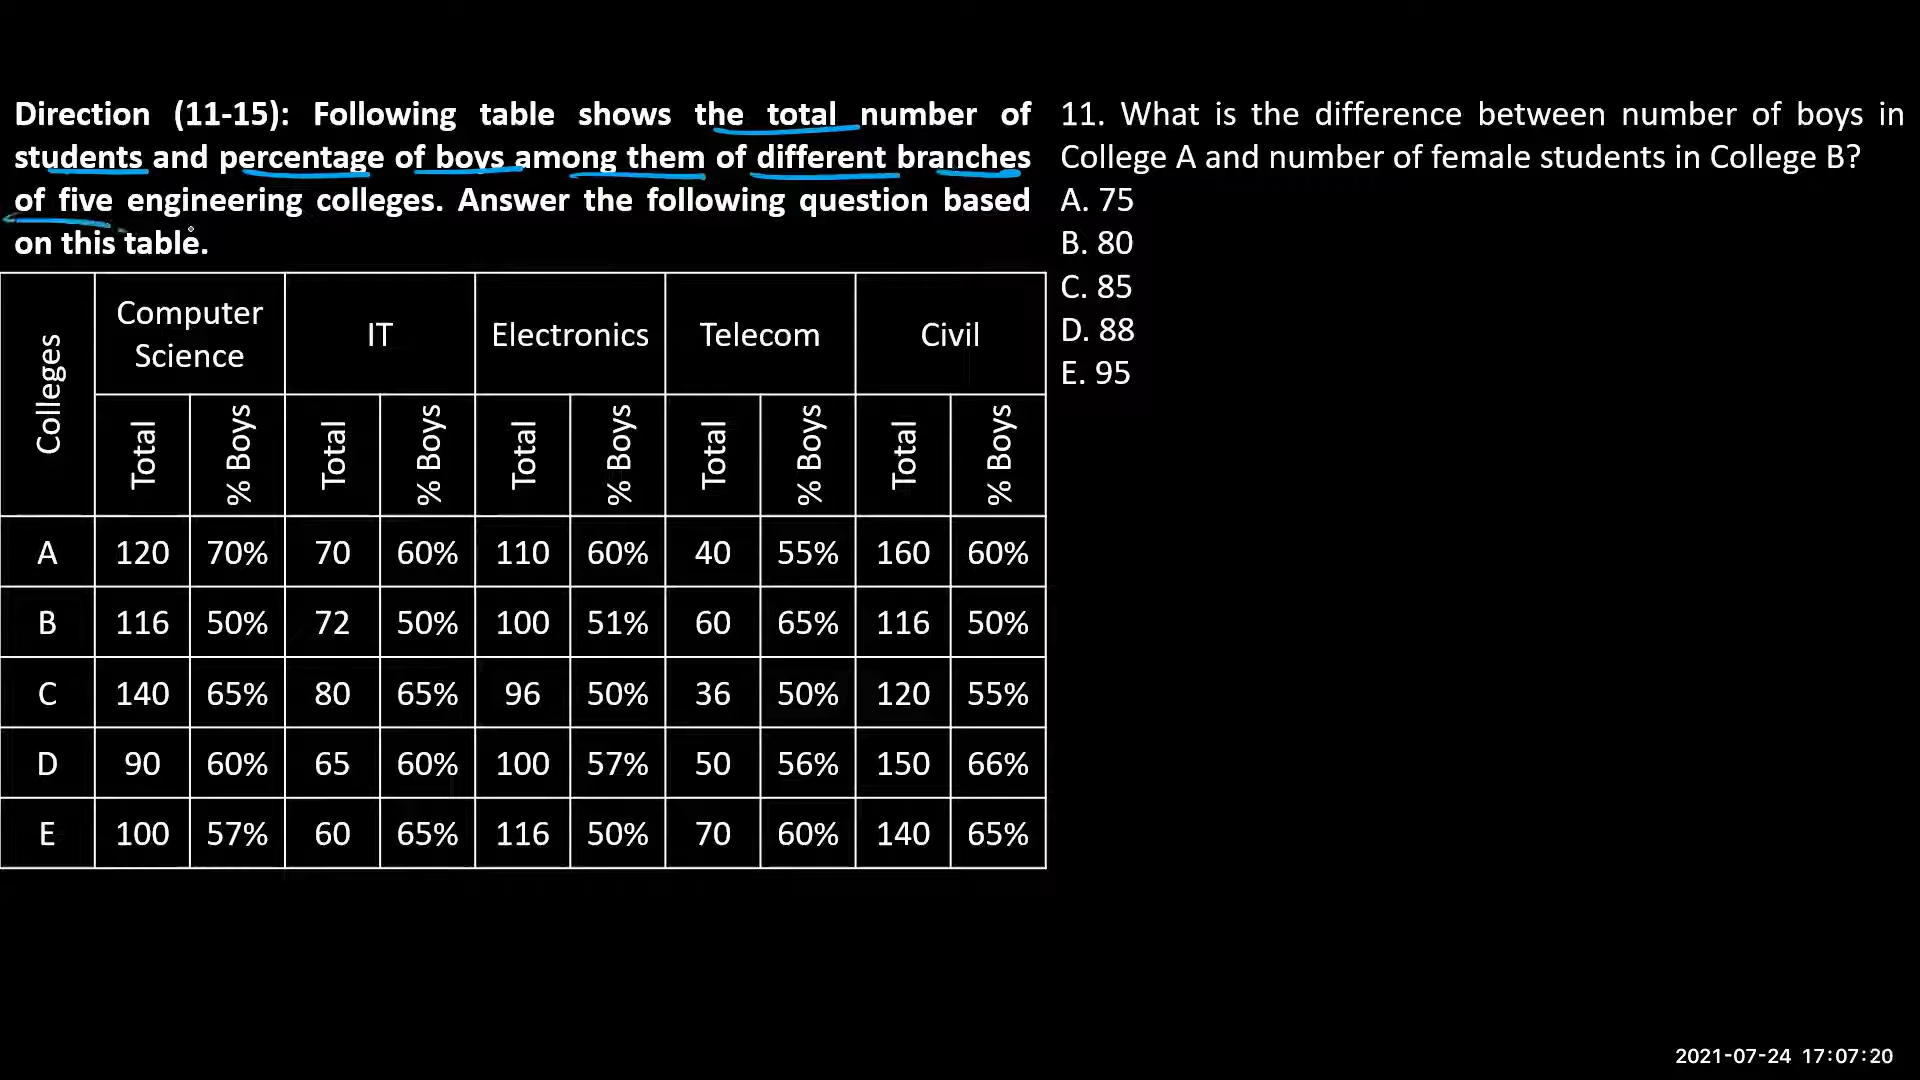 Direction (11-15): Following table shows the total number of
students and percentage of boys among them of different branches
of five engineering colleges. Answer the following question based
on this table.
Colleges
Computer
Science
IT
Electronics
Telecom
Civil
Total
% Boys
Total
% Boys
Total
% Boys
Total
% Boys
Total
% Boys
A 120 70% 70 60% 110 60% 40 55% 160 60%
B 116 50% 72 50% 100 51% 60 65% 116 50%
C 140 65% 80 65% 96 50% 36 50% 120 55%
D 90 60% 65 60% 100 57% 50 56% 150 66%
E 100 57% 60 65% 116 50% 70 60% 140 65%
11. What is the difference between number of boys in
College A and number of female students in College B?
A. 75
B. 80
C. 85
D. 88
E. 95
2021-07-24 17:07:20